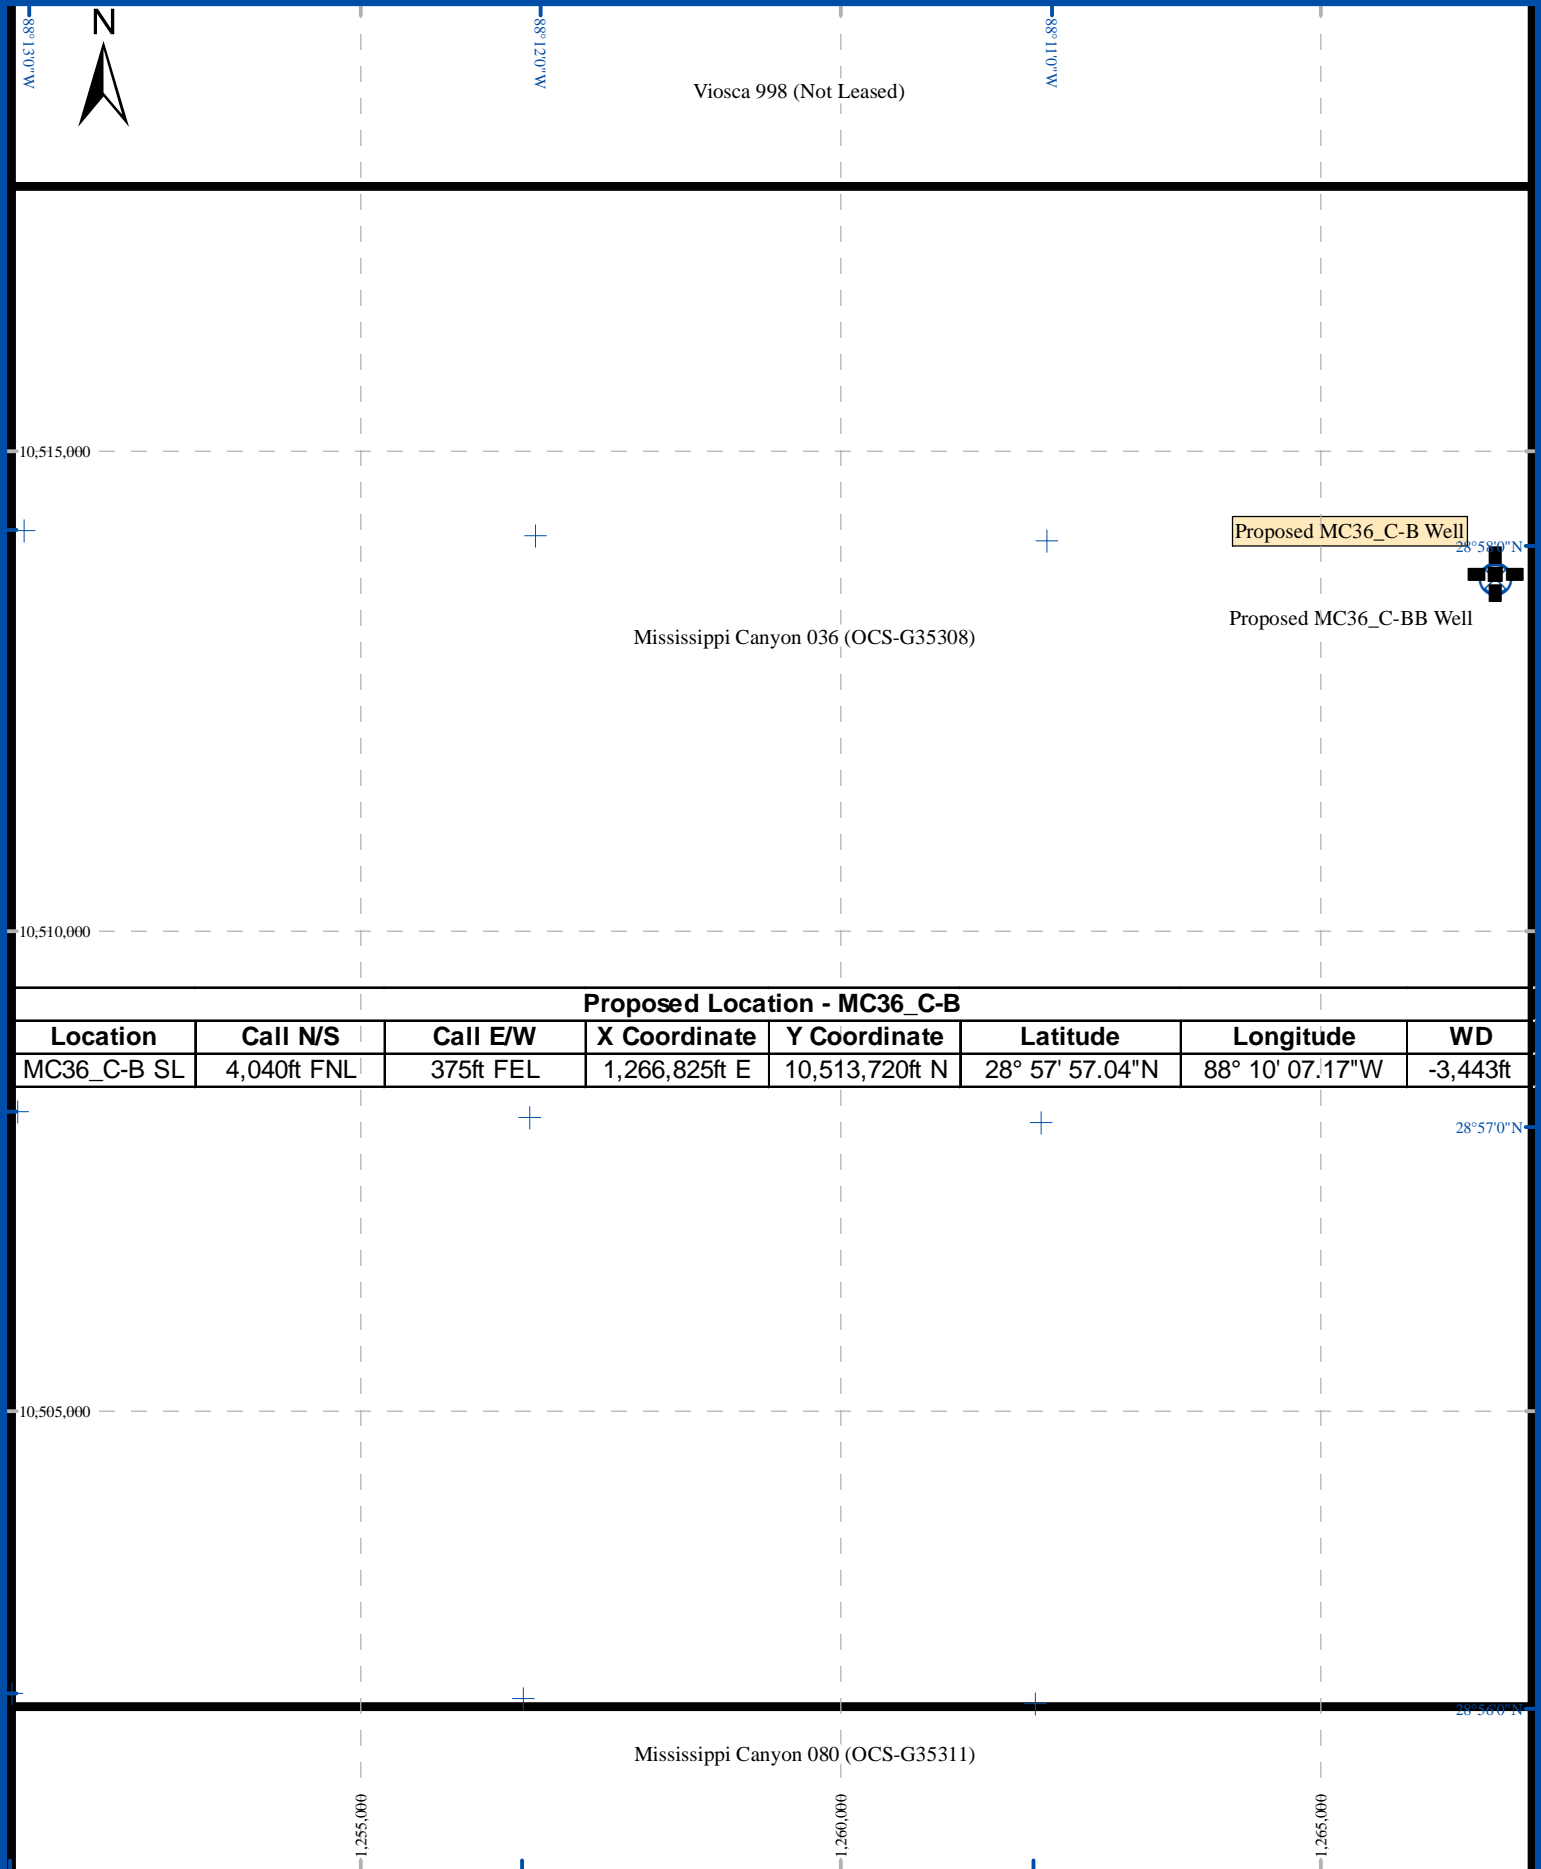 N
88°13'0"W
88°12'0"W
88°11'0"W
Viosca 998 (Not Leased)
10,515,000
Proposed MC36_C-B Well
28°58'0"N
Proposed MC36_C-BB Well
Mississippi Canyon 036 (OCS-G35308)
10,510,000
Proposed Location - MC36_C-B
Location Call N/S Call E/W X Coordinate Y Coordinate Latitude Longitude WD
MC36_C-B SL 4,040ft FNL 375ft FEL 1,266,825ft E 10,513,720ft N 28° 57' 57.04"N 88° 10' 07.17"W -3,443ft
28°57'0"N
10,505,000
28°56'0"N
Mississippi Canyon 080 (OCS-G35311)
1,255,000
1,260,000
1,265,000